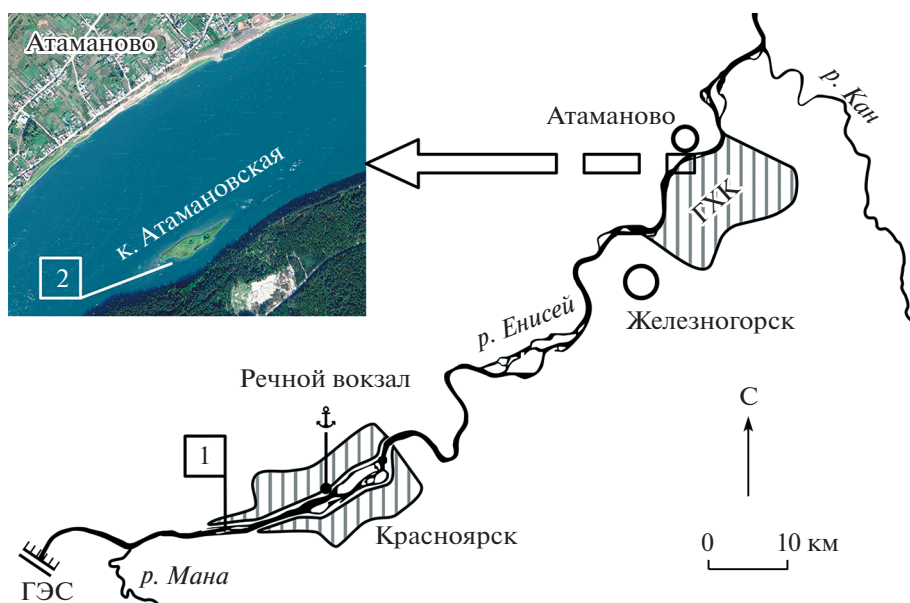 Атаманово
к. Атамановская
2
р. Кан
Атаманово
ГХК
Железногорск
р. Енисей
Речной вокзал
1
С
Красноярск
0 10 км
р. Мана
ГЭС